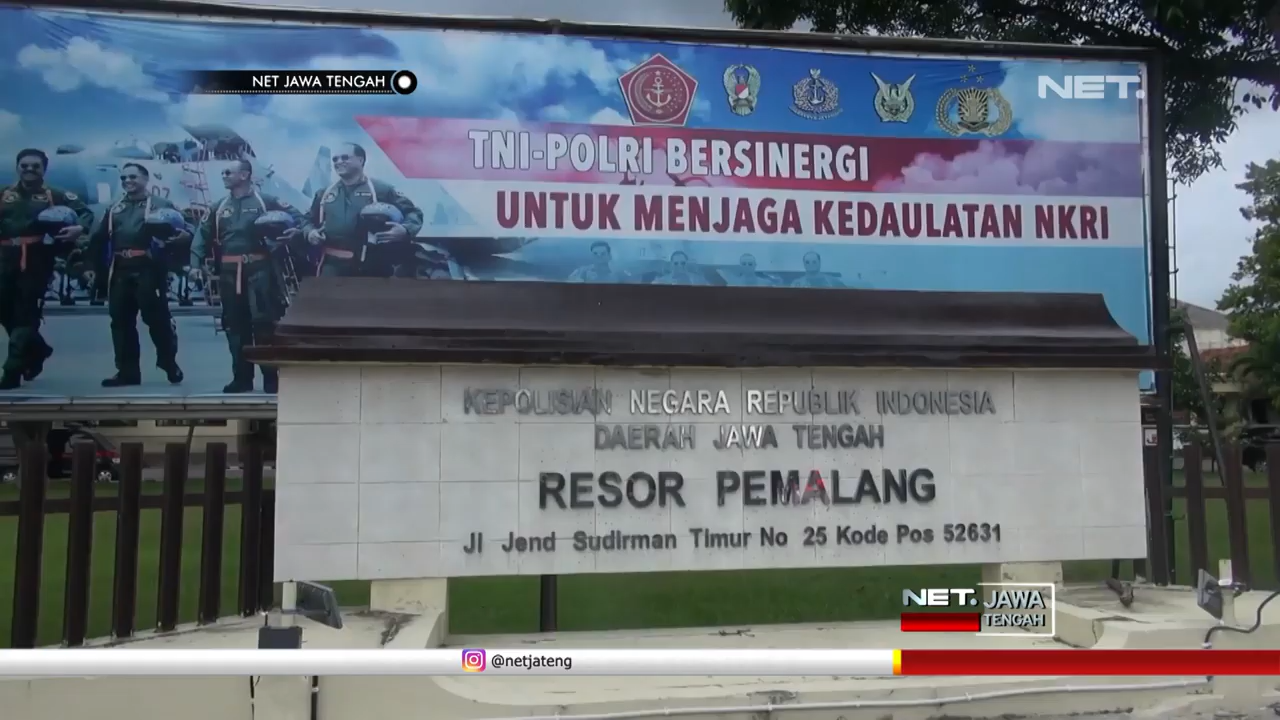 NET JAWA TENGAH
NET.
TNI-POLRI BERSINERGI
UNTUK MENJAGA KEDAULATAN NKRI
KEPOLISIAN NEGARA REPUBLIK INDONESIA
DAERAH JAWA TENGAH
RESOR PEMALANG
Jl Jend Sudirman Timur No 25 Kode Pos 52631
NET. JAWA
TENGAH
@netjateng